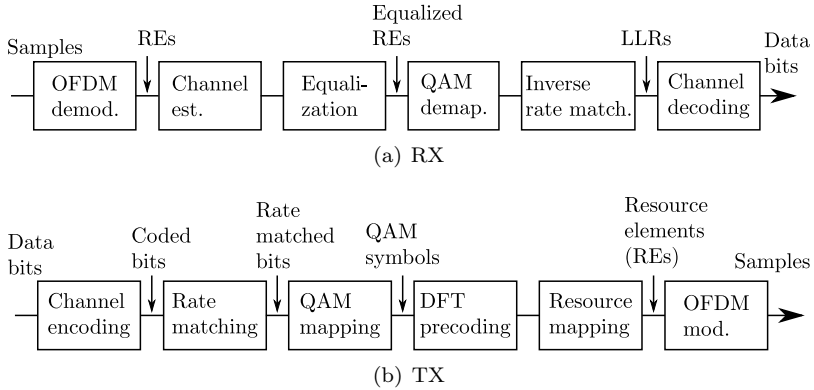 Samples
REs
Equalized
REs
LLRs
Data
bits
OFDM
demod.
Channel
est.
Equali-
zation
QAM
demap.
Inverse
rate match.
Channel
decoding
(a) RX
Data
bits
Coded
bits
Rate
matched
bits
QAM
symbols
Resource
elements
(REs)
Samples
Channel
encoding
Rate
matching
QAM
mapping
DFT
precoding
Resource
mapping
OFDM
mod.
(b) TX